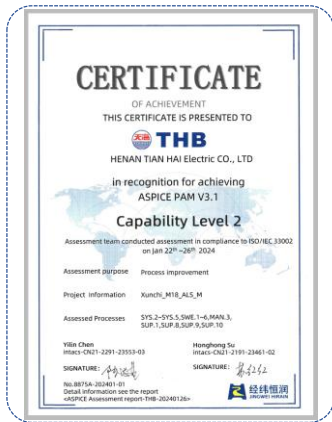 CERTIFICATE
OF ACHIEVEMENT
THIS CERTIFICATE IS PRESENTED TO
天海 THB
HENAN TIAN HAI Electric CO., LTD
in recognition for achieving
ASPICE PAM V3.1
Capability Level 2
Assessment team conducted assessment in compliance to ISO/IEC 33002
on Jan 22th -26th 2024
Assessment purpose Process improvement
Project Information Xunchi_M18_ALS_M
Assessed Processes SYS.2~SYS.5,SWE.1~6,MAN.3,
SUP.1,SUP.8,SUP.9,SUP.10
Yilin Chen Honghong Su
intacs-CN21-2291-23553-03 intacs-CN21-2191-23461-02
SIGNATURE: SIGNATURE:
No.8875A-202401-01
Detail information see the report
<ASPICE Assessment report-THB-20240126>
经纬恒润
JINGWEI HIRAIN